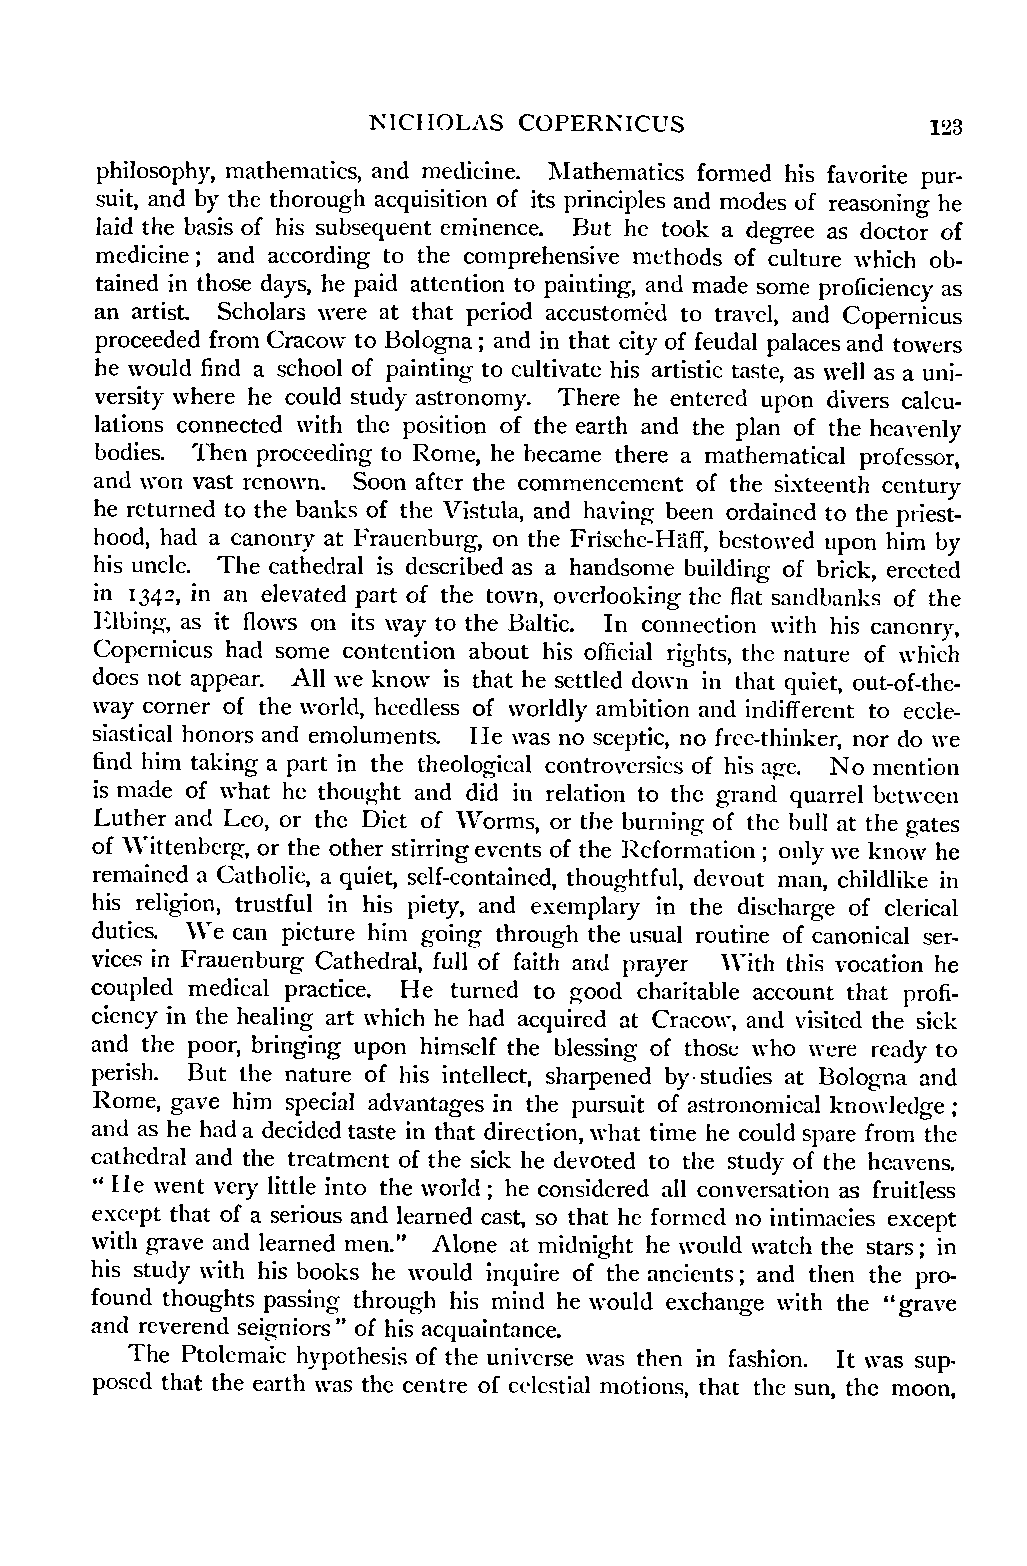 NICHOLAS COPERNICUS 123
philosophy, mathematics, and medicine. Mathematics formed his favorite pur-
suit, and by the thorough acquisition of its principles and modes of reasoning he
laid the basis of his subsequent eminence. But he took a degree as doctor of
medicine; and according to the comprehensive methods of culture which ob-
tained in those days, he paid attention to painting, and made some proficiency as
an artist. Scholars were at that period accustomed to travel, and Copernicus
proceeded from Cracow to Bologna; and in that city of feudal palaces and towers
he would find a school of painting to cultivate his artistic taste, as well as a uni-
versity where he could study astronomy. There he entered upon divers calcu-
lations connected with the position of the earth and the plan of the heavenly
bodies. Then proceeding to Rome, he became there a mathematical professor,
and won vast renown. Soon after the commencement of the sixteenth century
he returned to the banks of the Vistula, and having been ordained to the priest-
hood, had a canonry at Frauenburg, on the Frische-Häff, bestowed upon him by
his uncle. The cathedral is described as a handsome building of brick, erected
in 1342, in an elevated part of the town, overlooking the flat sandbanks of the
Elbing, as it flows on its way to the Baltic. In connection with his canonry,
Copernicus had some contention about his official rights, the nature of which
does not appear. All we know is that he settled down in that quiet, out-of-the-
way corner of the world, heedless of worldly ambition and indifferent to eccle-
siastical honors and emoluments. He was no sceptic, no free-thinker, nor do we
find him taking a part in the theological controversies of his age. No mention
is made of what he thought and did in relation to the grand quarrel between
Luther and Leo, or the Diet of Worms, or the burning of the bull at the gates
of Wittenberg, or the other stirring events of the Reformation; only we know he
remained a Catholic, a quiet, self-contained, thoughtful, devout man, childlike in
his religion, trustful in his piety, and exemplary in the discharge of clerical
duties. We can picture him going through the usual routine of canonical ser-
vices in Frauenburg Cathedral, full of faith and prayer With this vocation he
coupled medical practice. He turned to good charitable account that profi-
ciency in the healing art which he had acquired at Cracow, and visited the sick
and the poor, bringing upon himself the blessing of those who were ready to
perish. But the nature of his intellect, sharpened by studies at Bologna and
Rome, gave him special advantages in the pursuit of astronomical knowledge;
and as he had a decided taste in that direction, what time he could spare from the
cathedral and the treatment of the sick he devoted to the study of the heavens.
“He went very little into the world; he considered all conversation as fruitless
except that of a serious and learned cast, so that he formed no intimacies except
with grave and learned men.” Alone at midnight he would watch the stars; in
his study with his books he would inquire of the ancients; and then the pro-
found thoughts passing through his mind he would exchange with the “grave
and reverend seigniors” of his acquaintance.
The Ptolemaic hypothesis of the universe was then in fashion. It was sup-
posed that the earth was the centre of celestial motions, that the sun, the moon,